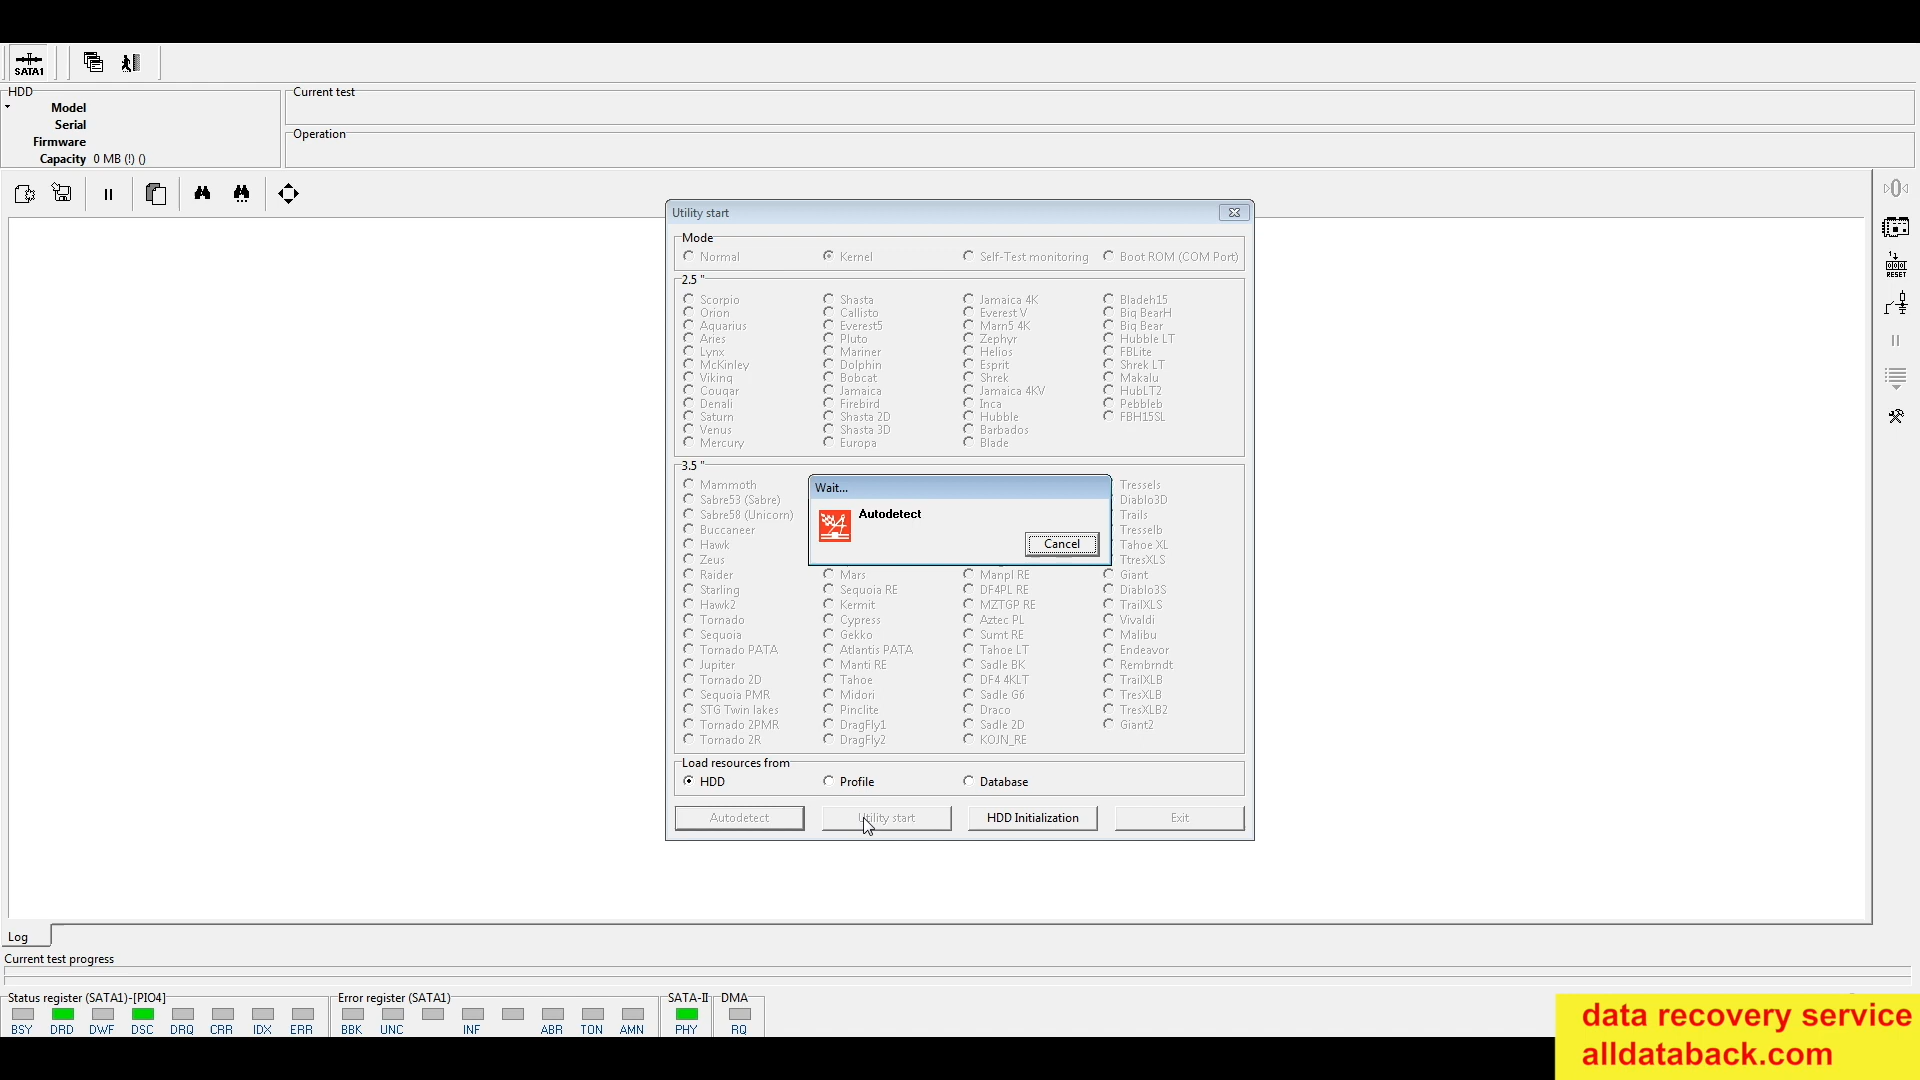 SATA1
HDD
Model
Serial
Firmware
Capacity 0 MB (!) ()
Current test
Operation
RESET
Utility start
Mode
Normal
Kernel
Self-Test monitoring
Boot ROM (COM Port)
2.5 "
Scorpio
Orion
Aquarius
Aries
Lynx
McKinley
Viking
Cougar
Denali
Saturn
Venus
Mercury
Shasta
Callisto
Everest5
Pluto
Mariner
Dolphin
Bobcat
Jamaica
Firebird
Shasta 2D
Shasta 3D
Europa
Jamaica 4K
Everest V
Marn5 4K
Zephyr
Helios
Esprit
Shrek
Jamaica 4KV
Inca
Hubble
Barbados
Blade
Bladeh15
Big BearH
Big Bear
Hubble LT
FBLite
Shrek LT
Makalu
HubLT2
Pebbleb
FBH15SL
3.5 "
Mammoth
Sabre53 (Sabre)
Sabre58 (Unicorn)
Buccaneer
Hawk
Zeus
Raider
Starling
Hawk2
Tornado
Sequoia
Tornado PATA
Jupiter
Tornado 2D
Sequoia PMR
STG Twin lakes
Tornado 2PMR
Tornado 2R
Wait...
Autodetect
Cancel
Mars
Sequoia RE
Kermit
Cypress
Gekko
Atlantis PATA
Manti RE
Tahoe
Midori
Pinclite
DragFly1
DragFly2
Manpl RE
DF4PL RE
MZTGP RE
Aztec PL
Sumt RE
Tahoe LT
Sadle BK
DF4 4KLT
Sadle G6
Draco
Sadle 2D
KOJN_RE
Tressels
Diablo3D
Trails
Tresselb
Tahoe XL
TtresXLS
Giant
Diablo3S
TrailXLS
Vivaldi
Malibu
Endeavor
Rembrndt
TrailXLB
TresXLB
TresXLB2
Giant2
Load resources from
HDD
Profile
Database
Autodetect
Utility start
HDD Initialization
Exit
Log
Current test progress
Status register (SATA1)-[PIO4]
BSY DRD DWF DSC DRQ CRR IDX ERR
Error register (SATA1)
BBK UNC INF ABR TON AMN
SATA-II
PHY
DMA
RQ
data recovery service
alldataback.com